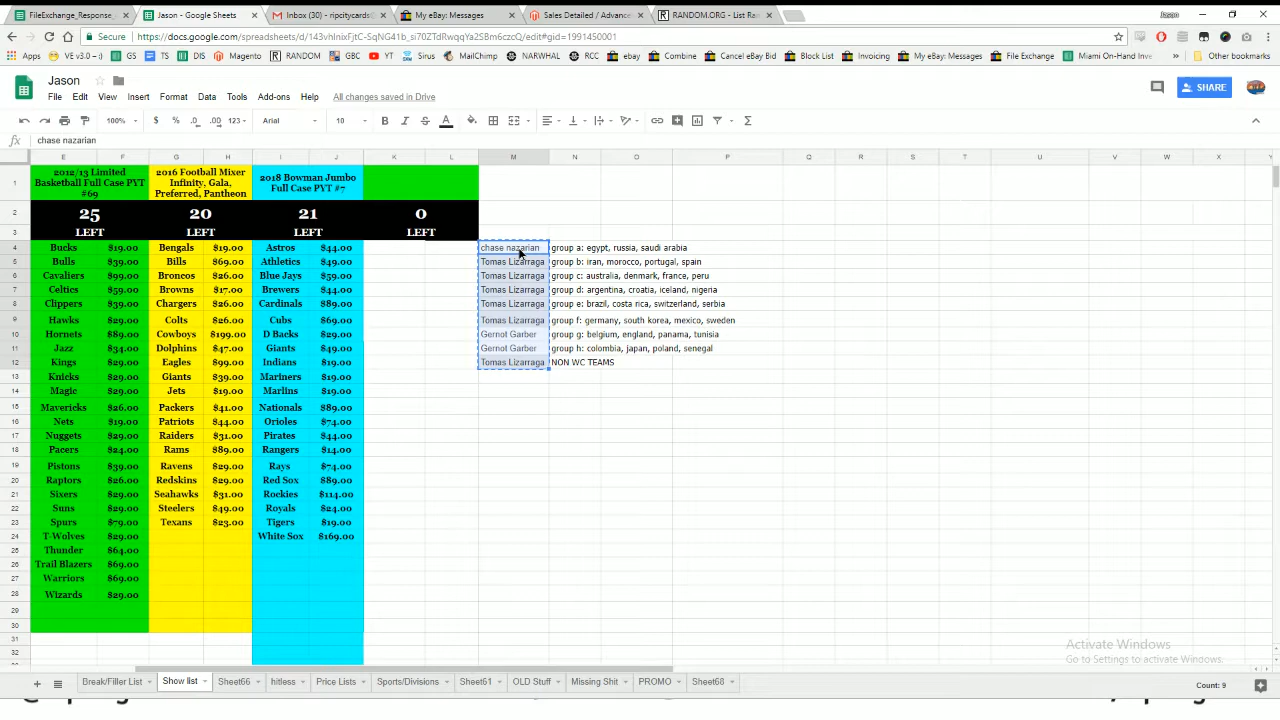 FileExchange_Response_
Jason - Google Sheets
Inbox (30) - ripcitycards@
My eBay: Messages
Sales Detailed / Advance
RANDOM.ORG - List Ra
Jason
Secure
Apps VE v3.0 -- :) GS TS DIS Magento RANDOM GBC YT Sirus MailChimp NARWHAL RCC ebay Combine Cancel eBay Bid Block List Invoicing My eBay: Messages File Exchange Miami On-Hand Inve Other bookmarks
Jason
SHARE
File Edit View Insert Format Data Tools Add-ons Help All changes saved in Drive
100% $ % .0 .00 123 Arial 10 B I S A
fx chase nazarian
E F G H I J K L M N O P Q R S T U V W X Y
1 2012/13 Limited Basketball Full Case PYT #69 2016 Football Mixer Infinity, Gala, Preferred, Pantheon 2018 Bowman Jumbo Full Case PYT #7
2 25 20 21 0
3 LEFT LEFT LEFT LEFT
4 Bucks $19.00 Bengals $19.00 Astros $44.00 chase nazarian group a: egypt, russia, saudi arabia
5 Bulls $39.00 Bills $69.00 Athletics $49.00 Tomas Lizarraga group b: iran, morocco, portugal, spain
6 Cavaliers $99.00 Broncos $26.00 Blue Jays $59.00 Tomas Lizarraga group c: australia, denmark, france, peru
7 Celtics $59.00 Browns $17.00 Brewers $44.00 Tomas Lizarraga group d: argentina, croatia, iceland, nigeria
8 Clippers $39.00 Chargers $26.00 Cardinals $89.00 Tomas Lizarraga group e: brazil, costa rica, switzerland, serbia
9 Hawks $29.00 Colts $26.00 Cubs $69.00 Tomas Lizarraga group f: germany, south korea, mexico, sweden
10 Hornets $89.00 Cowboys $199.00 D Backs $29.00 Gernot Garber group g: belgium, england, panama, tunisia
11 Jazz $34.00 Dolphins $47.00 Giants $49.00 Gernot Garber group h: colombia, japan, poland, senegal
12 Kings $29.00 Eagles $99.00 Indians $19.00 Tomas Lizarraga NON WC TEAMS
13 Knicks $29.00 Giants $39.00 Mariners $19.00
14 Magic $29.00 Jets $19.00 Marlins $19.00
15 Mavericks $26.00 Packers $41.00 Nationals $89.00
16 Nets $19.00 Patriots $44.00 Orioles $74.00
17 Nuggets $29.00 Raiders $31.00 Pirates $44.00
18 Pacers $24.00 Rams $89.00 Rangers $14.00
19 Pistons $39.00 Ravens $29.00 Rays $74.00
20 Raptors $26.00 Redskins $29.00 Red Sox $89.00
21 Sixers $29.00 Seahawks $31.00 Rockies $114.00
22 Suns $29.00 Steelers $49.00 Royals $24.00
23 Spurs $79.00 Texans $23.00 Tigers $19.00
24 T-Wolves $29.00 White Sox $169.00
25 Thunder $64.00
26 Trail Blazers $69.00
27 Warriors $69.00
28 Wizards $29.00
29
30
31
32
Activate Windows
Go to Settings to activate Windows.
Break/Filler List Show list Sheet66 hitless Price Lists Sports/Divisions Sheet61 OLD Stuff Missing Shit PROMO Sheet68 Count: 9